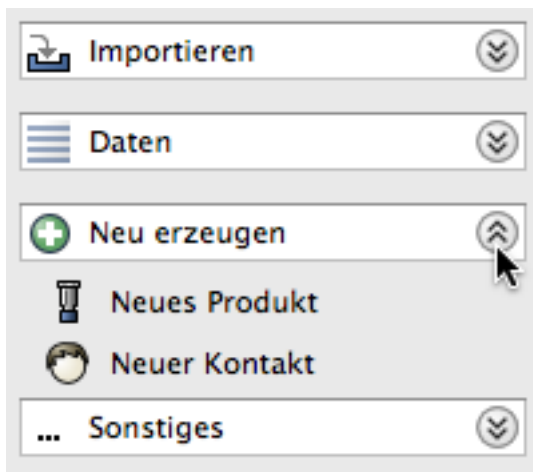 Importieren
Daten
Neu erzeugen
Neues Produkt
Neuer Kontakt
... Sonstiges